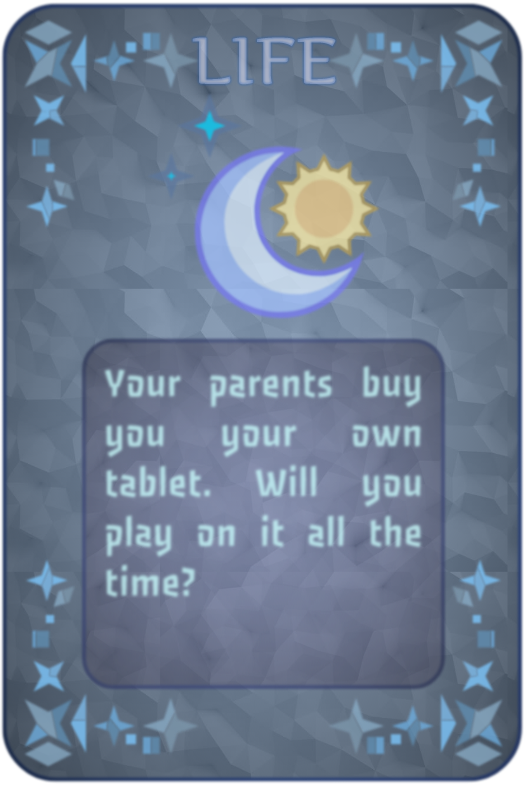 LIFE
Your parents buy
you your own
tablet. Will you
play on it all the
time?